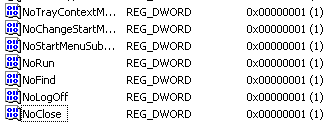 NoTrayContextM... REG_DWORD 0x00000001 (1)
NoChangeStartM... REG_DWORD 0x00000001 (1)
NoStartMenuSub... REG_DWORD 0x00000001 (1)
NoRun REG_DWORD 0x00000001 (1)
NoFind REG_DWORD 0x00000001 (1)
NoLogOff REG_DWORD 0x00000001 (1)
NoClose REG_DWORD 0x00000001 (1)